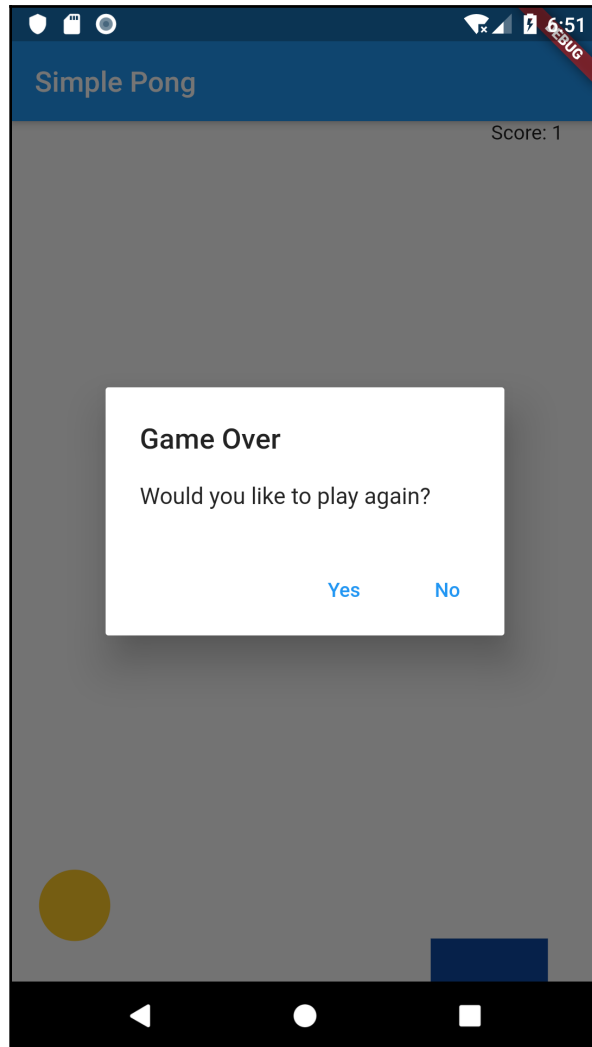 6:51
DEBUG
Simple Pong
Score: 1
Game Over
Would you like to play again?
Yes No